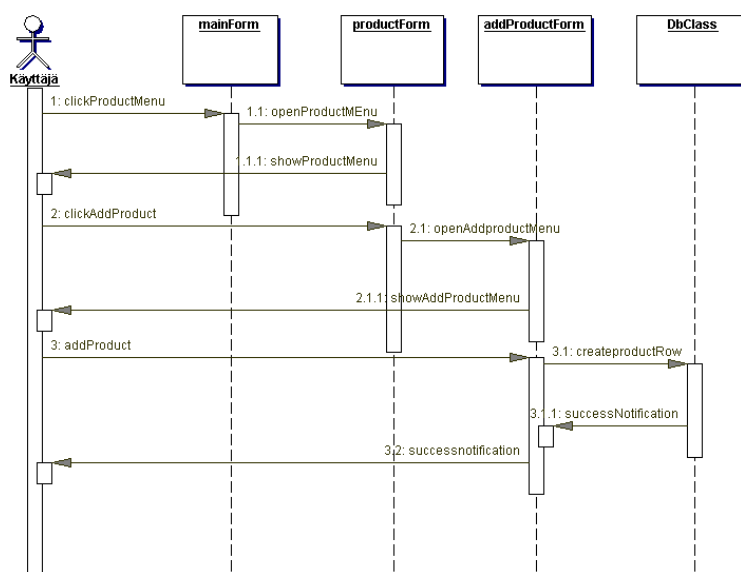 mainForm
productForm
addProductForm
DbClass
Käyttäjä
1: clickProductMenu
1.1: openProductMEnu
1.1.1: showProductMenu
2: clickAddProduct
2.1: openAddproductMenu
2.1.1: showAddProductMenu
3: addProduct
3.1: createproductRow
3.1.1: successNotification
3.2: successnotification